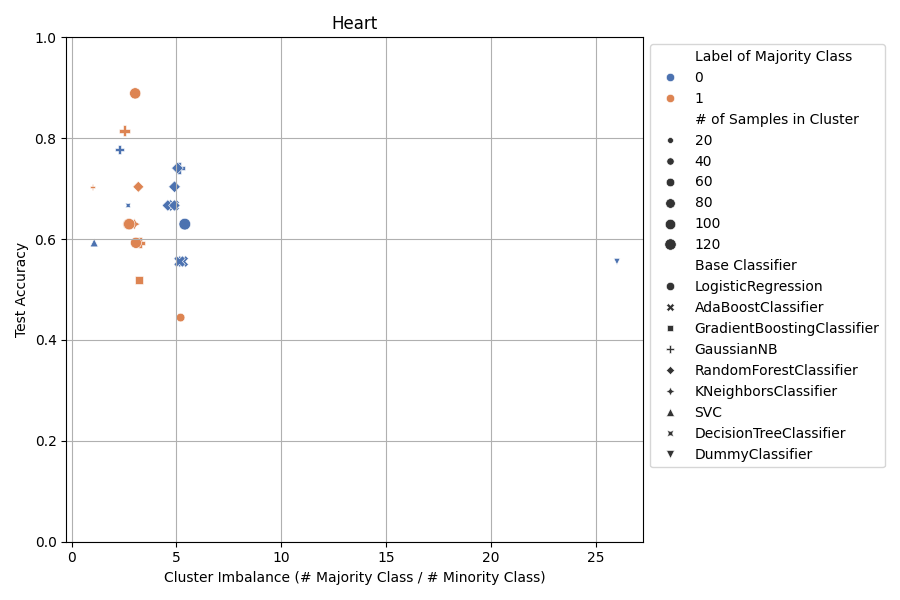 Heart
1.0
0.8
0.6
0.4
0.2
0.0
Test Accuracy
0
5
10
15
20
25
Cluster Imbalance (# Majority Class / # Minority Class)
Label of Majority Class
0
1
# of Samples in Cluster
20
40
60
80
100
120
Base Classifier
LogisticRegression
AdaBoostClassifier
GradientBoostingClassifier
GaussianNB
RandomForestClassifier
KNeighborsClassifier
SVC
DecisionTreeClassifier
DummyClassifier